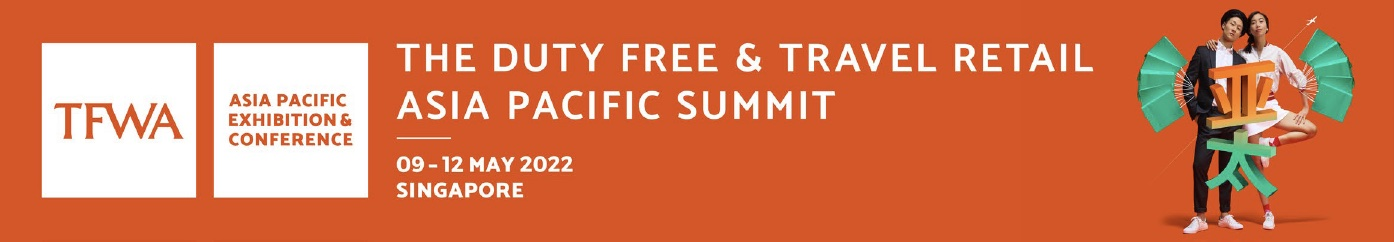 TFWA
ASIA PACIFIC
EXHIBITION &
CONFERENCE
THE DUTY FREE & TRAVEL RETAIL
ASIA PACIFIC SUMMIT
09 – 12 MAY 2022
SINGAPORE
亚
太